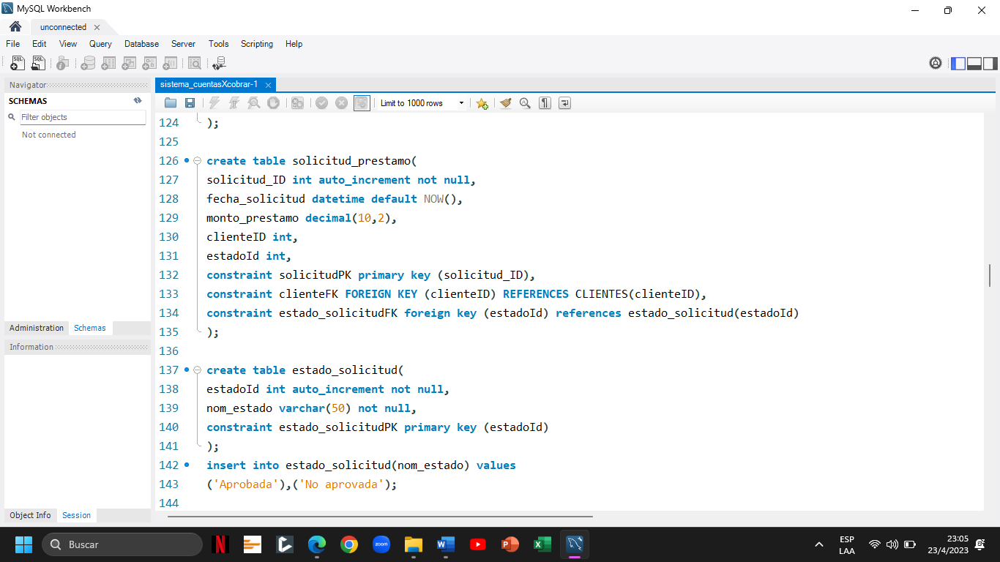 MySQL Workbench
unconnected
File Edit View Query Database Server Tools Scripting Help
Navigator
sistema_cuentasXcobrar-1
SCHEMAS
Limit to 1000 rows
Filter objects
Not connected
124 );
125
126 create table solicitud_prestamo(
127 solicitud_ID int auto_increment not null,
128 fecha_solicitud datetime default NOW(),
129 monto_prestamo decimal(10,2),
130 clienteID int,
131 estadoId int,
132 constraint solicitudPK primary key (solicitud_ID),
133 constraint clienteFK FOREIGN KEY (clienteID) REFERENCES CLIENTES(clienteID),
134 constraint estado_solicitudFK foreign key (estadoId) references estado_solicitud(estadoId)
135 );
136
137 create table estado_solicitud(
138 estadoId int auto_increment not null,
139 nom_estado varchar(50) not null,
140 constraint estado_solicitudPK primary key (estadoId)
141 );
142 insert into estado_solicitud(nom_estado) values
143 ('Aprobada'),('No aprovada');
144
Administration Schemas
Information
Object Info Session
Buscar
zoom
ESP
LAA
23:05
23/4/2023